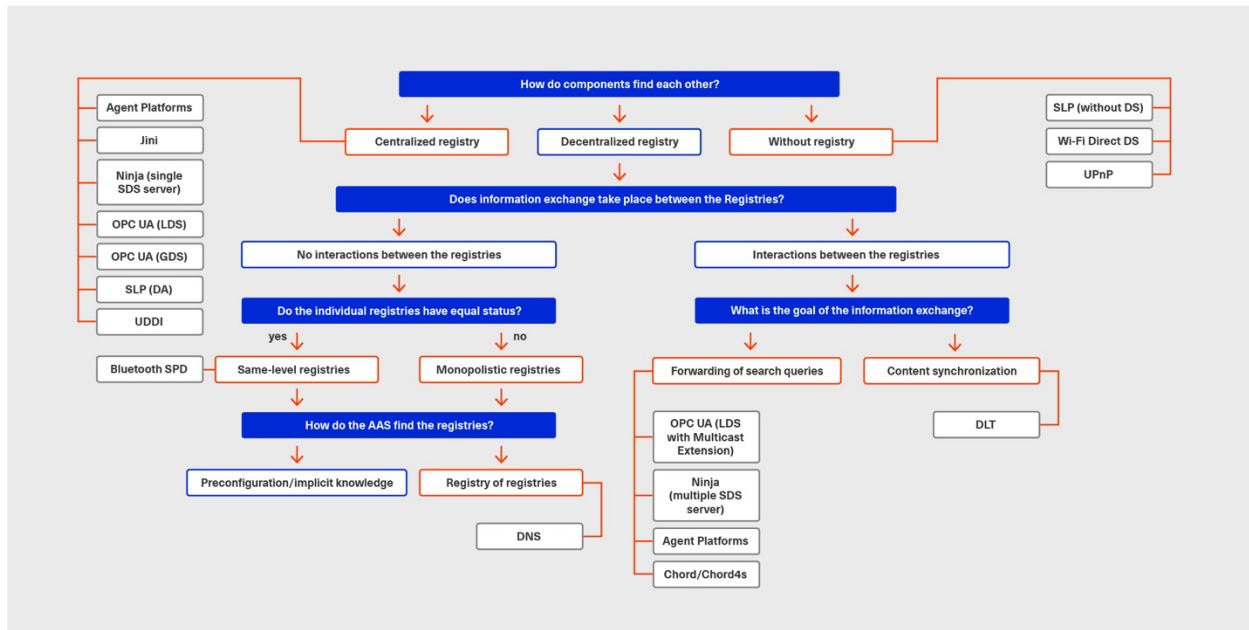 How do components find each other?
Agent Platforms
Jini
Ninja (single
SDS server)
OPC UA (LDS)
OPC UA (GDS)
SLP (DA)
UDDI
Centralized registry
Decentralized registry
Without registry
SLP (without DS)
Wi-Fi Direct DS
UPnP
Does information exchange take place between the Registries?
No interactions between the registries
Interactions between the registries
Do the individual registries have equal status?
What is the goal of the information exchange?
yes
no
Bluetooth SPD
Same-level registries
Monopolistic registries
Forwarding of search queries
Content synchronization
How do the AAS find the registries?
Preconfiguration/implicit knowledge
Registry of registries
DNS
OPC UA (LDS
with Multicast
Extension)
Ninja
(multiple SDS
server)
Agent Platforms
Chord/Chord4s
DLT